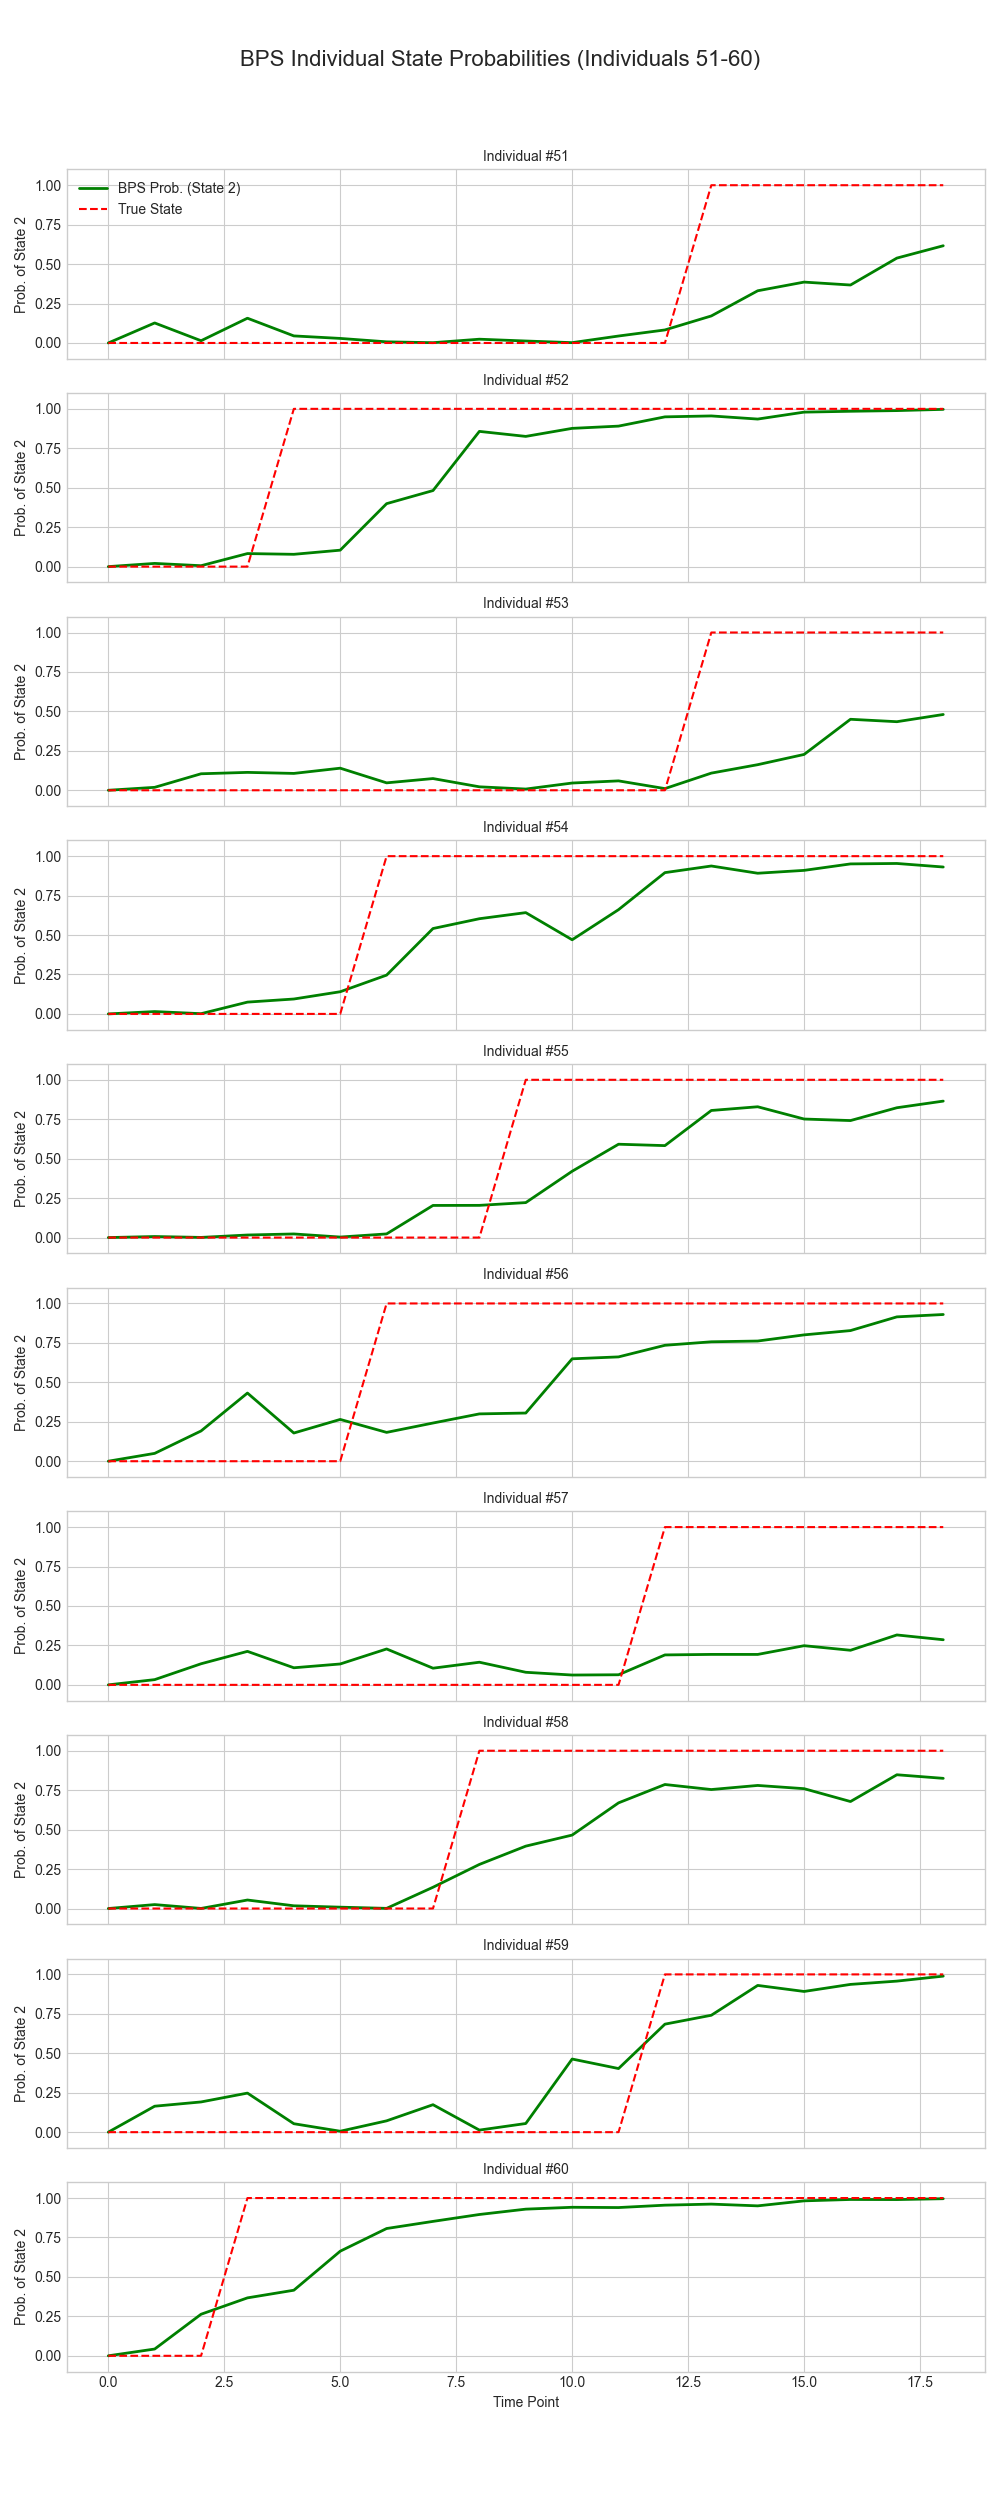 BPS Individual State Probabilities (Individuals 51-60)
Individual #51
1.00
0.75
0.50
0.25
0.00
Prob. of State 2
BPS Prob. (State 2)
True State
Individual #52
1.00
0.75
0.50
0.25
0.00
Prob. of State 2
Individual #53
1.00
0.75
0.50
0.25
0.00
Prob. of State 2
Individual #54
1.00
0.75
0.50
0.25
0.00
Prob. of State 2
Individual #55
1.00
0.75
0.50
0.25
0.00
Prob. of State 2
Individual #56
1.00
0.75
0.50
0.25
0.00
Prob. of State 2
Individual #57
1.00
0.75
0.50
0.25
0.00
Prob. of State 2
Individual #58
1.00
0.75
0.50
0.25
0.00
Prob. of State 2
Individual #59
1.00
0.75
0.50
0.25
0.00
Prob. of State 2
Individual #60
1.00
0.75
0.50
0.25
0.00
Prob. of State 2
0.0 2.5 5.0 7.5 10.0 12.5 15.0 17.5
Time Point